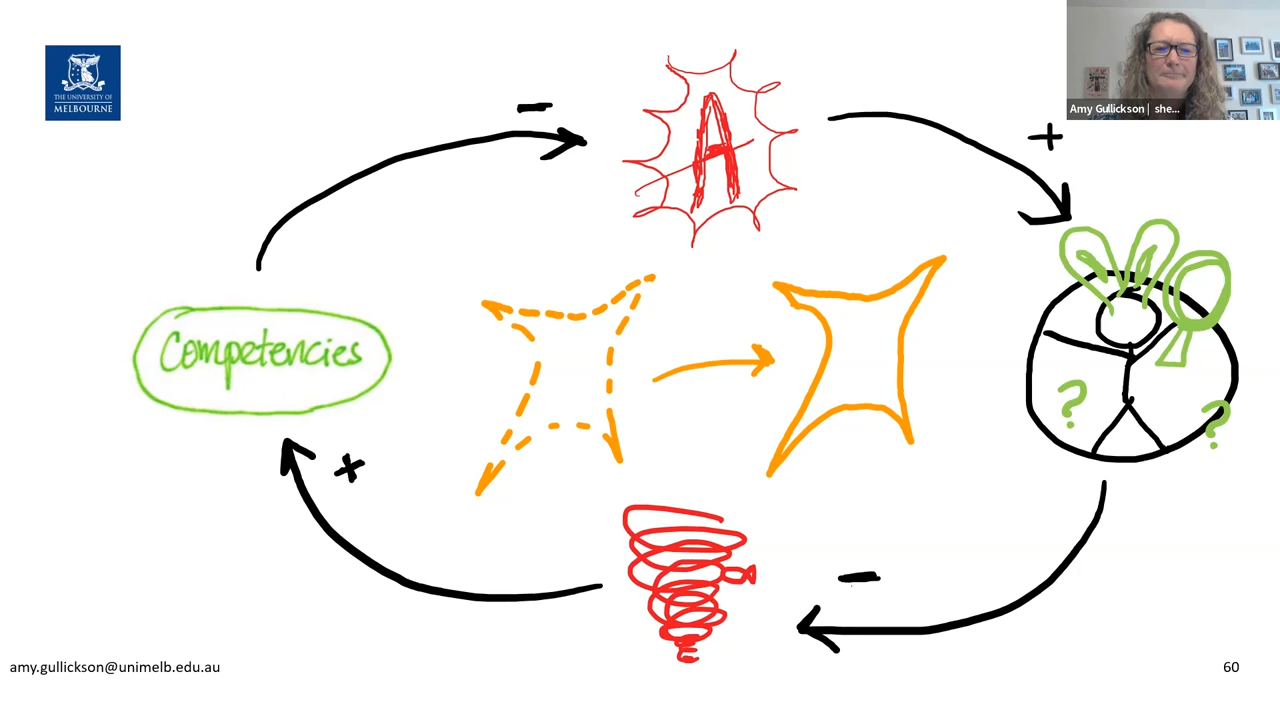 THE UNIVERSITY OF
MELBOURNE
Amy Gullickson | she...
-
A
+
Competencies
?
?
+
-
amy.gullickson@unimelb.edu.au
60